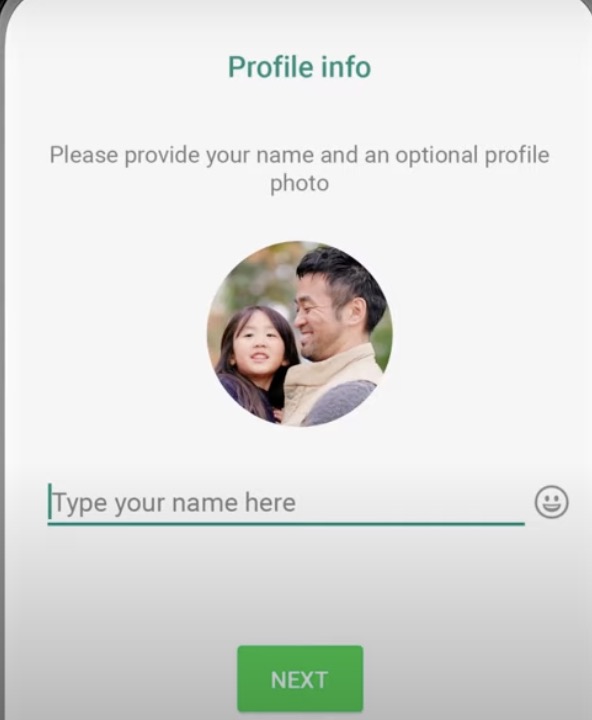 Profile info
Please provide your name and an optional profile
photo
Type your name here
NEXT